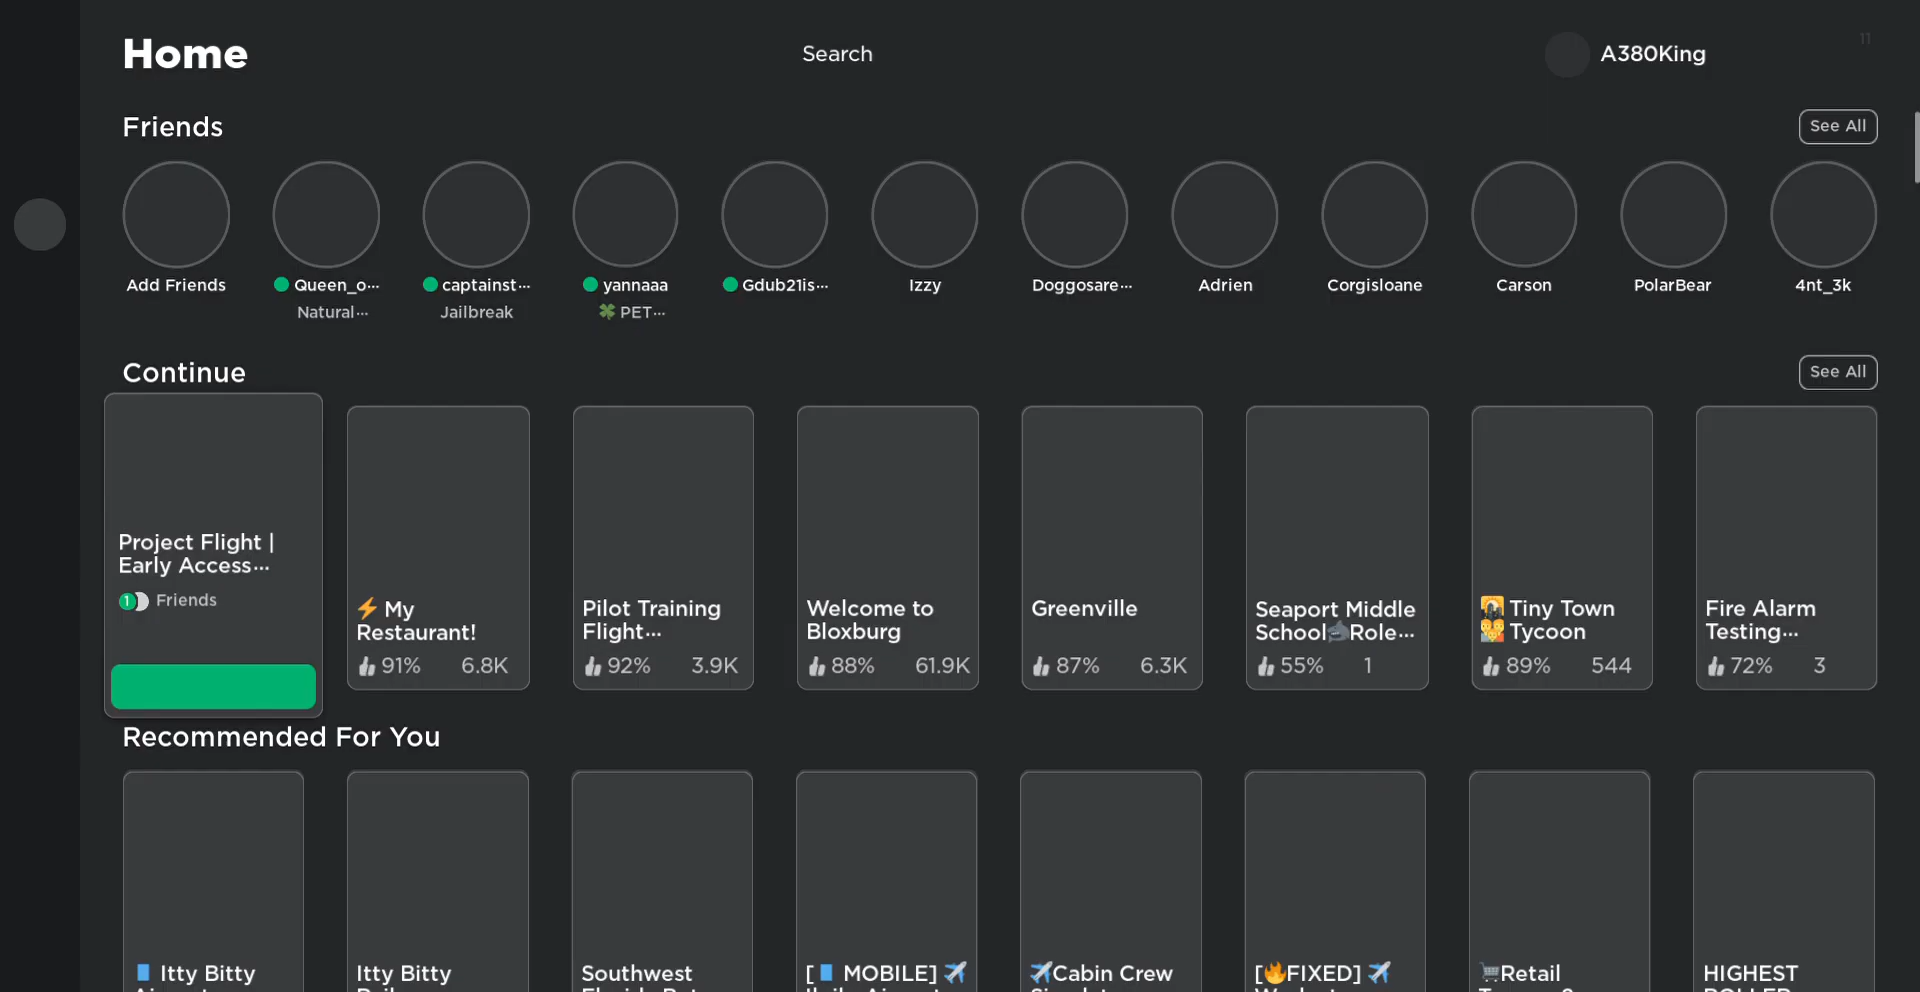 Home
Search
A380King
11
Friends
See All
Add Friends
Queen_o...
Natural...
captainst...
Jailbreak
yannaaa
🍀 PET...
Gdub21is...
Izzy
Doggosare...
Adrien
Corgisloane
Carson
PolarBear
4nt_3k
Continue
See All
Project Flight |
Early Access...
1 Friends
⚡ My
Restaurant!
91% 6.8K
Pilot Training
Flight...
92% 3.9K
Welcome to
Bloxburg
88% 61.9K
Greenville
87% 6.3K
Seaport Middle
School🦈Role...
55% 1
Tiny Town
Tycoon
89% 544
Fire Alarm
Testing...
72% 3
Recommended For You
Itty Bitty
Itty Bitty
Southwest
[📱 MOBILE] ✈️
✈️Cabin Crew
[🔥FIXED] ✈️
🛒Retail
HIGHEST